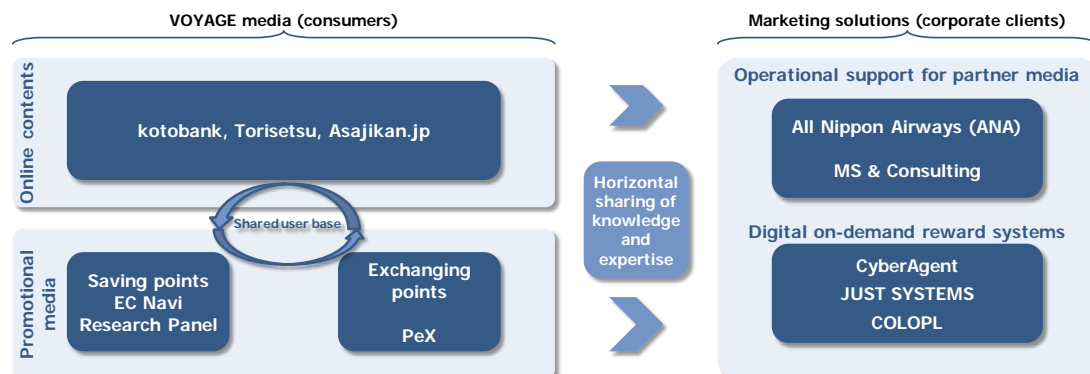 VOYAGE media (consumers)
Online contents
kotobank, Torisetsu, Asajikan.jp
Shared user base
Promotional
media
Saving points
EC Navi
Research Panel
Exchanging
points
PeX
Horizontal
sharing of
knowledge
and
expertise
Marketing solutions (corporate clients)
Operational support for partner media
All Nippon Airways (ANA)
MS & Consulting
Digital on-demand reward systems
CyberAgent
JUST SYSTEMS
COLOPL